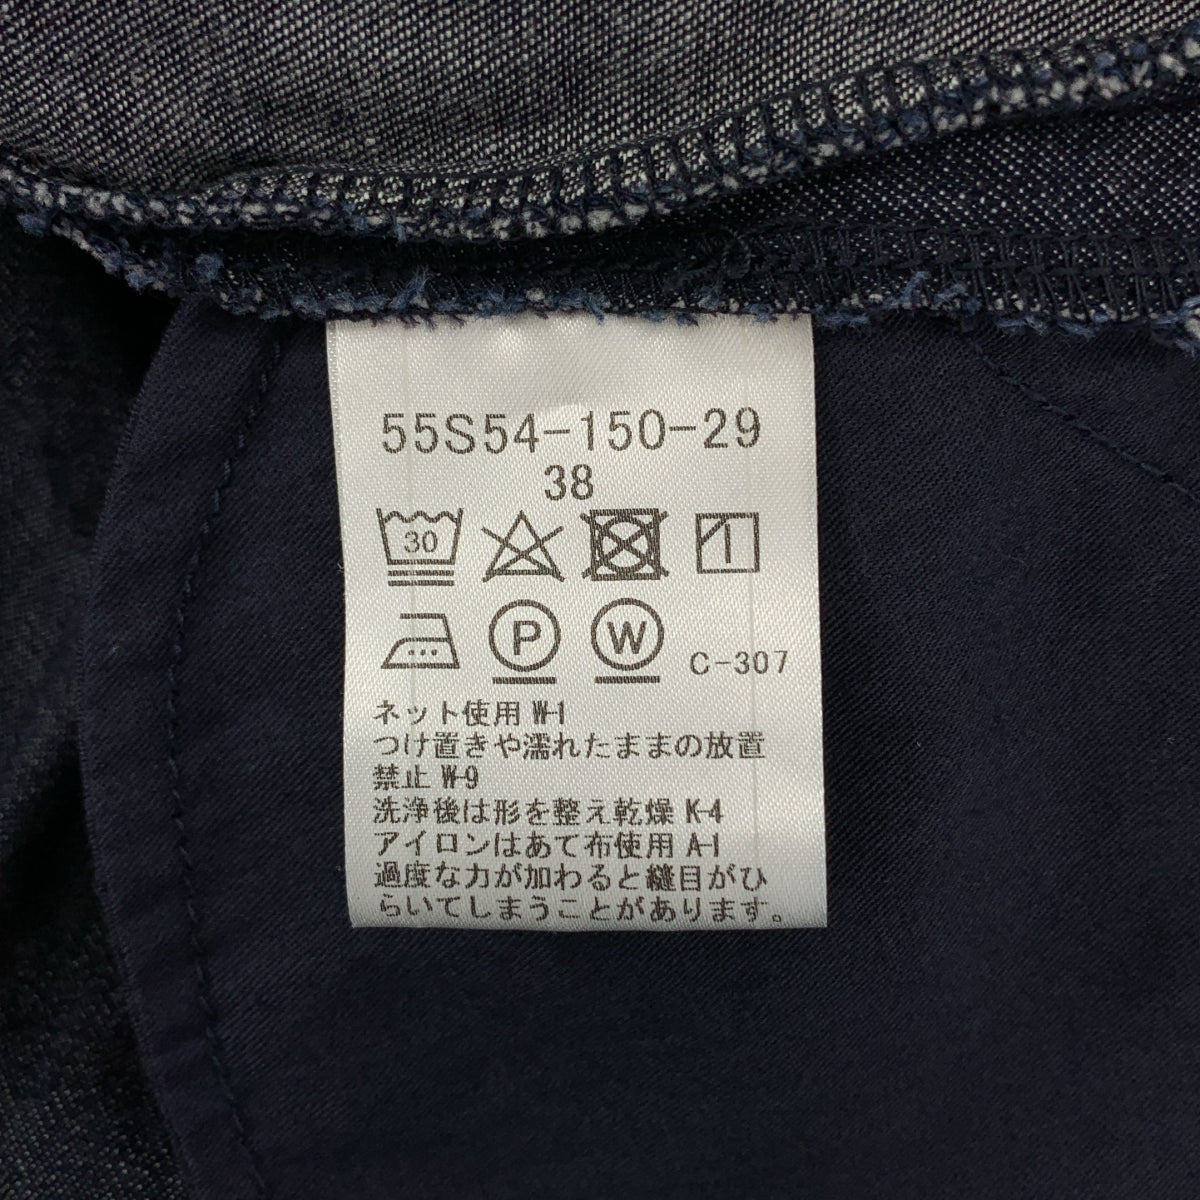 55S54-150-29
38
30
P W C-307
ネット使用 W-1
つけ置きや濡れたままの放置
禁止 W-9
洗浄後は形を整え乾燥 K-4
アイロンはあて布使用 A-1
過度な力が加わると縫目がひ
らいてしまうことがあります。